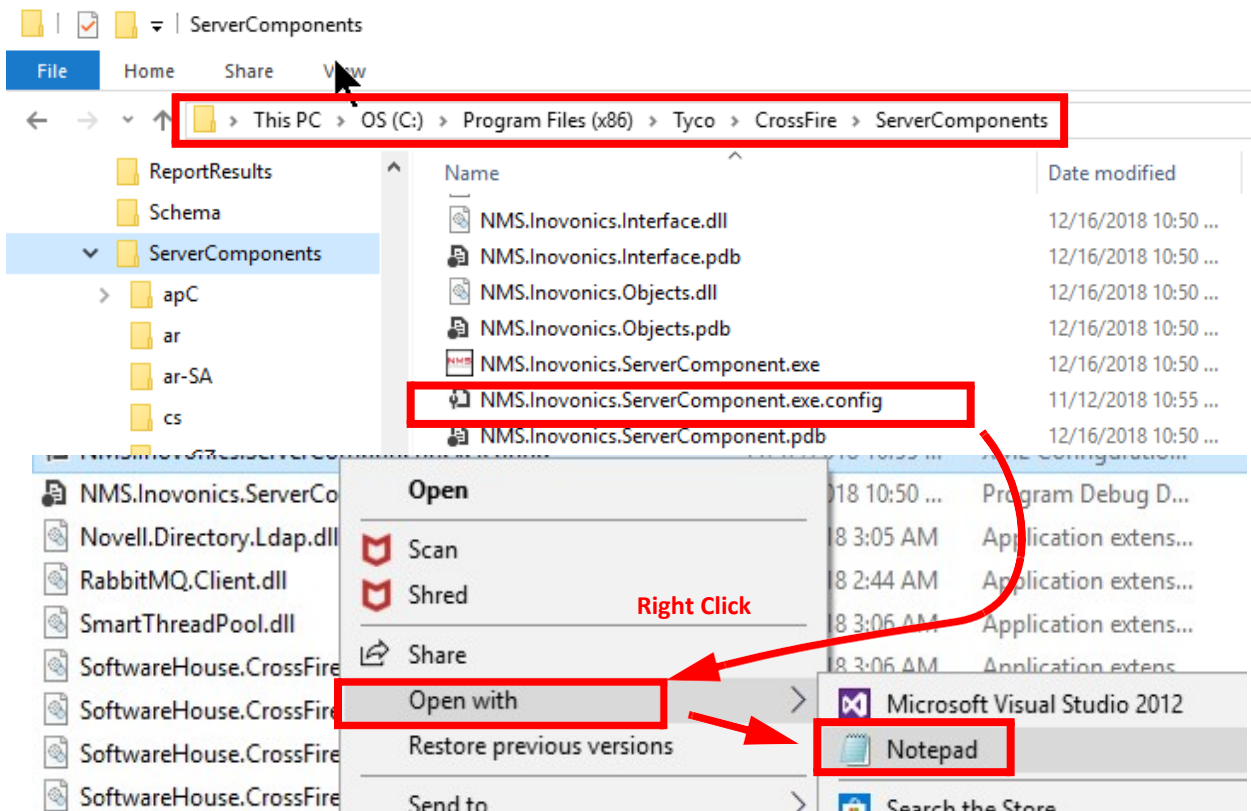 ServerComponents
File Home Share View
This PC > OS (C:) > Program Files (x86) > Tyco > CrossFire > ServerComponents
ReportResults
Schema
ServerComponents
apC
ar
ar-SA
cs
Name Date modified
NMS.Inovonics.Interface.dll 12/16/2018 10:50 ...
NMS.Inovonics.Interface.pdb 12/16/2018 10:50 ...
NMS.Inovonics.Objects.dll 12/16/2018 10:50 ...
NMS.Inovonics.Objects.pdb 12/16/2018 10:50 ...
NMS NMS.Inovonics.ServerComponent.exe 12/16/2018 10:50 ...
NMS.Inovonics.ServerComponent.exe.config 11/12/2018 10:55 ...
NMS.Inovonics.ServerComponent.pdb 12/16/2018 10:50 ...
NMS.Inovonics.ServerCo 018 10:50 ... Program Debug D...
Novell.Directory.Ldap.dll 18 3:05 AM Application extens...
RabbitMQ.Client.dll 18 2:44 AM Application extens...
SmartThreadPool.dll 18 3:06 AM Application extens...
SoftwareHouse.CrossFire 18 3:06 AM Application extens
SoftwareHouse.CrossFire
SoftwareHouse.CrossFire
SoftwareHouse.CrossFire
Open
Scan
Shred
Right Click
Share
Open with
Restore previous versions
Send to
Microsoft Visual Studio 2012
Notepad
Search the Store